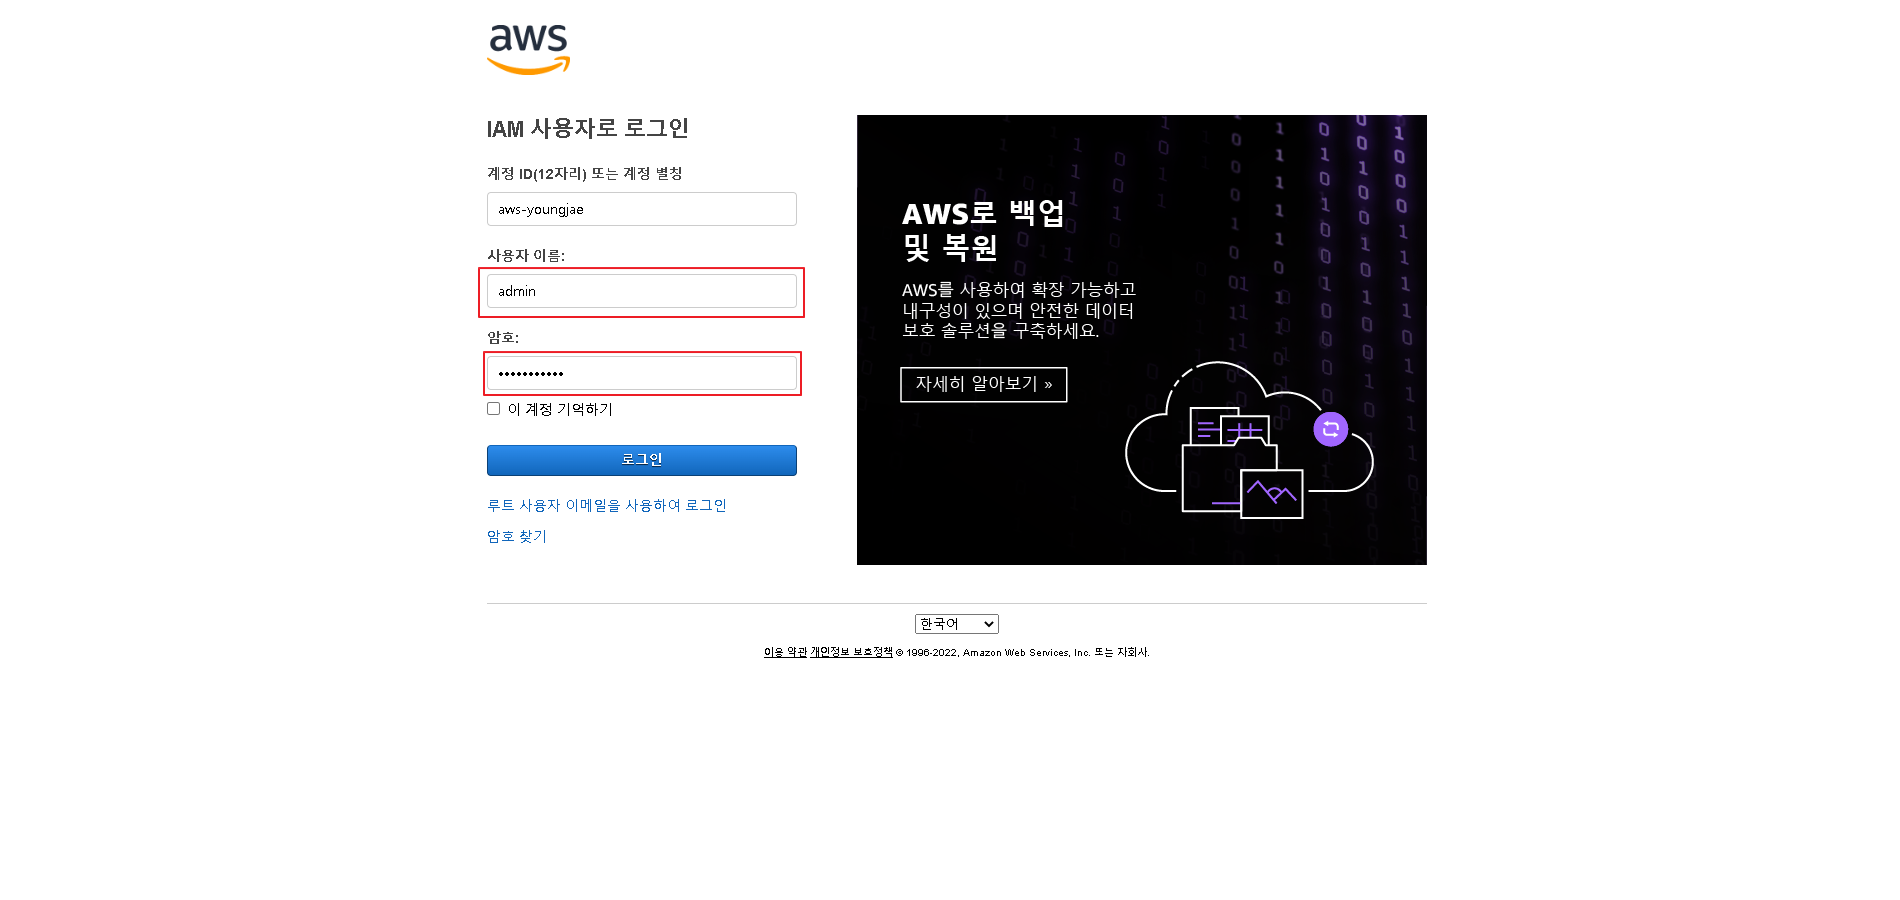 aws
IAM 사용자로 로그인
계정 ID(12자리) 또는 계정 별칭
aws-youngjae
사용자 이름:
admin
암호:
•••••••••••
이 계정 기억하기
로그인
루트 사용자 이메일을 사용하여 로그인
암호 찾기
AWS로 백업
및 복원
AWS를 사용하여 확장 가능하고
내구성이 있으며 안전한 데이터
보호 솔루션을 구축하세요.
자세히 알아보기 »
한국어
이용 약관 개인정보 보호정책 © 1996-2022, Amazon Web Services, Inc. 또는 자회사.